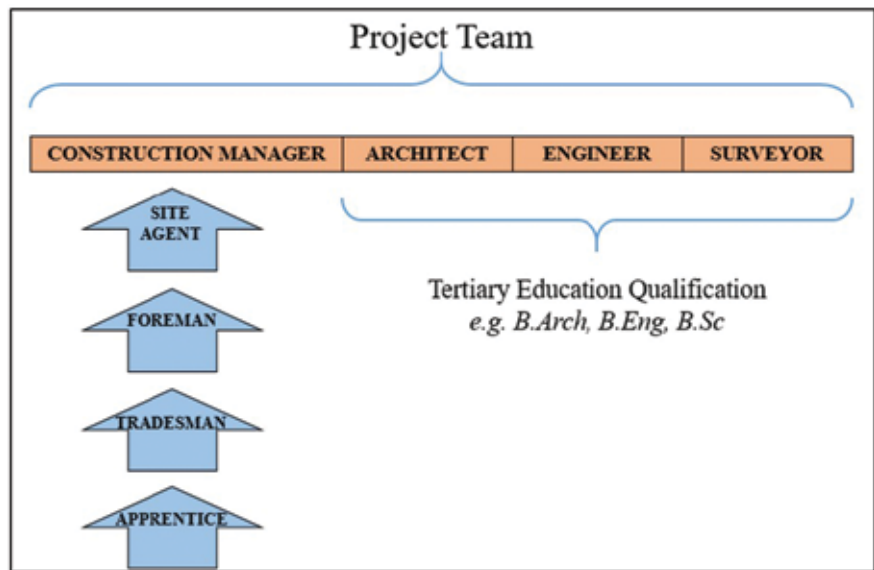 Project Team
CONSTRUCTION MANAGER ARCHITECT ENGINEER SURVEYOR
SITE
AGENT
Tertiary Education Qualification
e.g. B.Arch, B.Eng, B.Sc
FOREMAN
TRADESMAN
APPRENTICE